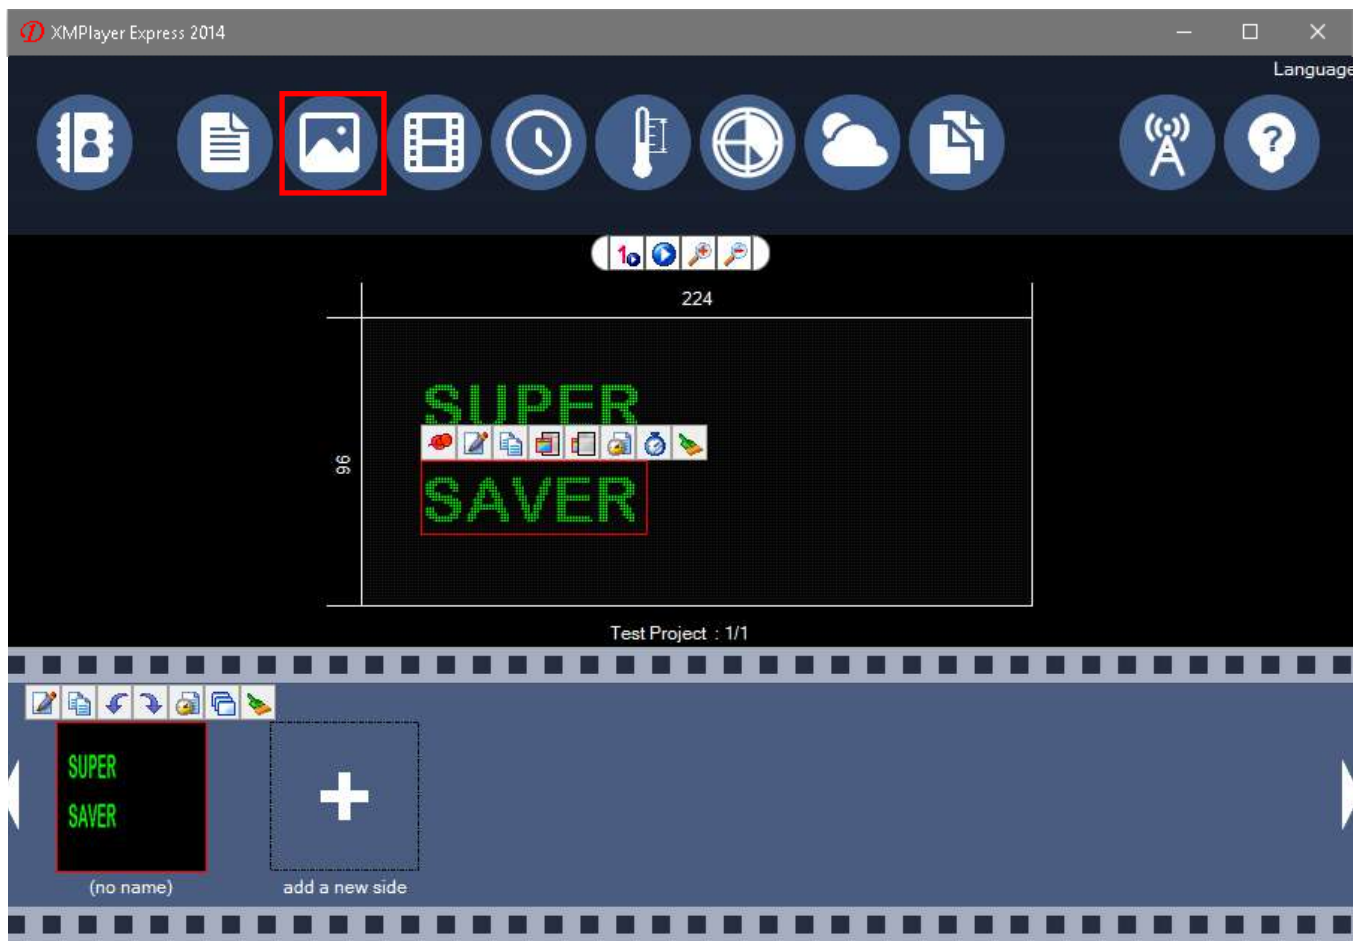 XMPlayer Express 2014
Language
224
96
SUPER
SAVER
Test Project : 1/1
SUPER
SAVER
(no name)
add a new side